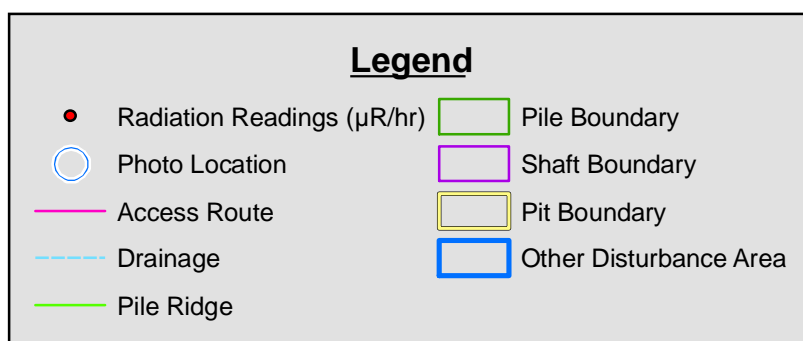 Legend
Radiation Readings (µR/hr)
Photo Location
Access Route
Drainage
Pile Ridge
Pile Boundary
Shaft Boundary
Pit Boundary
Other Disturbance Area